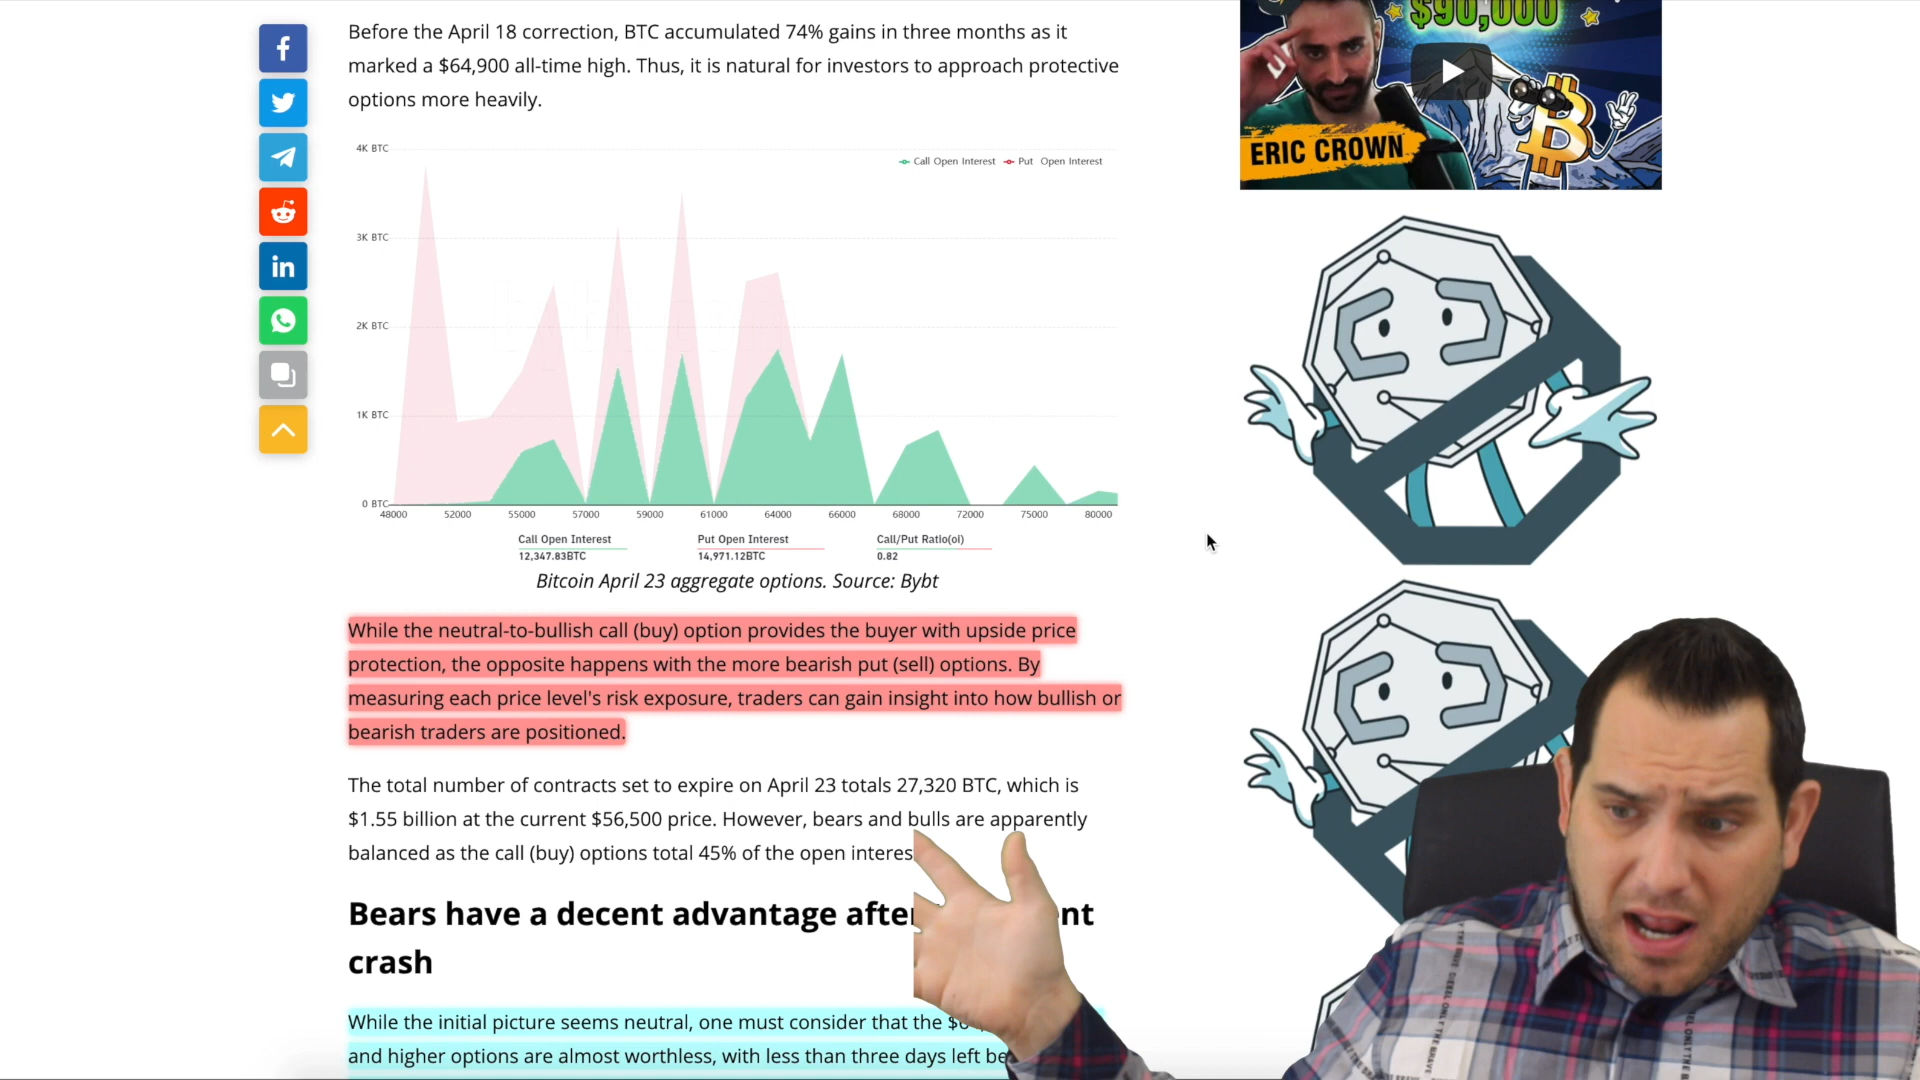 Before the April 18 correction, BTC accumulated 74% gains in three months as it
marked a $64,900 all-time high. Thus, it is natural for investors to approach protective
options more heavily.
$90,000
ERIC CROWN
4K BTC
Call Open Interest Put Open Interest
3K BTC
2K BTC
1K BTC
0 BTC
48000 52000 55000 57000 59000 61000 64000 66000 68000 72000 75000 80000
Call Open Interest Put Open Interest Call/Put Ratio(oi)
12,347.83BTC 14,971.12BTC 0.82
Bitcoin April 23 aggregate options. Source: Bybt
While the neutral-to-bullish call (buy) option provides the buyer with upside price
protection, the opposite happens with the more bearish put (sell) options. By
measuring each price level's risk exposure, traders can gain insight into how bullish or
bearish traders are positioned.
The total number of contracts set to expire on April 23 totals 27,320 BTC, which is
$1.55 billion at the current $56,500 price. However, bears and bulls are apparently
balanced as the call (buy) options total 45% of the open interes
Bears have a decent advantage after nt
crash
While the initial picture seems neutral, one must consider that the
and higher options are almost worthless, with less than three days left be